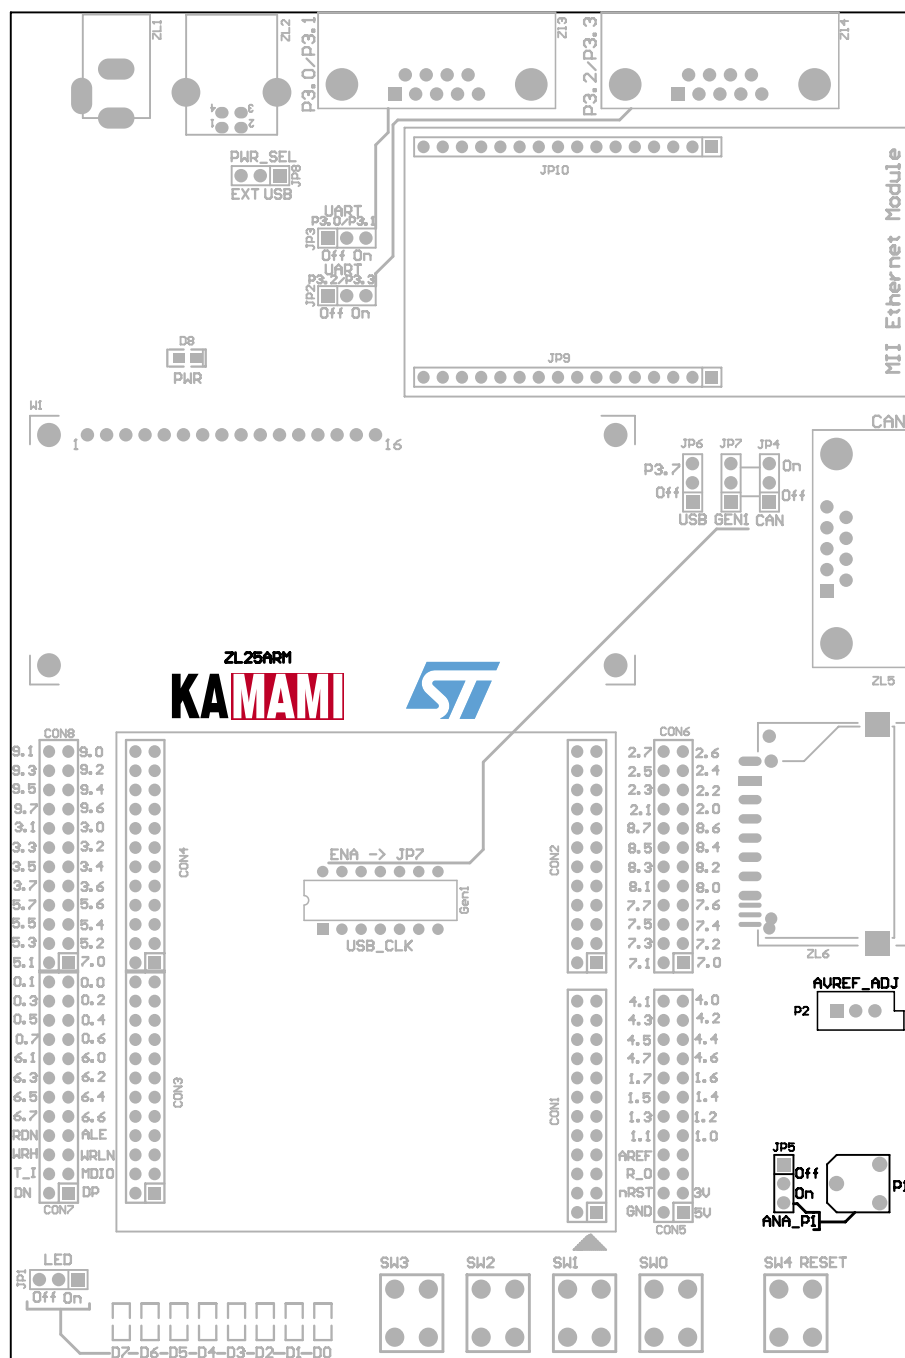 ZL1
ZL2
P3.0/P3.1
Z13
P3.2/P3.3
Z14
4 3
1 2
PWR_SEL
JP8
EXT USB
JP10
MII Ethernet Module
UART
P3.0/P3.1
JP3
Off On
UART
P3.2/P3.3
JP2
Off On
D8
PWR
JP9
W1
1
16
CAN
JP6 JP7 JP4
P3.7
On
Off
Off
USB GEN1 CAN
ZL5
ZL25ARM
KAMAMI
ST
CON8
9.1 9.0
9.3 9.2
9.5 9.4
9.7 9.6
3.1 3.0
3.3 3.2
3.5 3.4
3.7 3.6
5.7 5.6
5.5 5.4
5.3 5.2
5.1 7.0
0.1 0.0
0.3 0.2
0.5 0.4
0.7 0.6
6.1 6.0
6.3 6.2
6.5 6.4
6.7 6.6
RDN ALE
WRH WRLN
T_I MDIO
DN DP
CON7
CON4
CON3
ENA -> JP7
Gen1
USB_CLK
CON2
CON1
CON6
2.7 2.6
2.5 2.4
2.3 2.2
2.1 2.0
8.7 8.6
8.5 8.4
8.3 8.2
8.1 8.0
7.7 7.6
7.5 7.4
7.3 7.2
7.1 7.0
4.1 4.0
4.3 4.2
4.5 4.4
4.7 4.6
1.7 1.6
1.5 1.4
1.3 1.2
1.1 1.0
AREF
R_O
nRST 3V
GND 5V
CON5
ZL6
AVREF_ADJ
P2
JP5
Off
On
ANA_P1
P1
LED
JP1
Off On
D7 D6 D5 D4 D3 D2 D1 D0
SW3 SW2 SW1 SW0 SW4 RESET